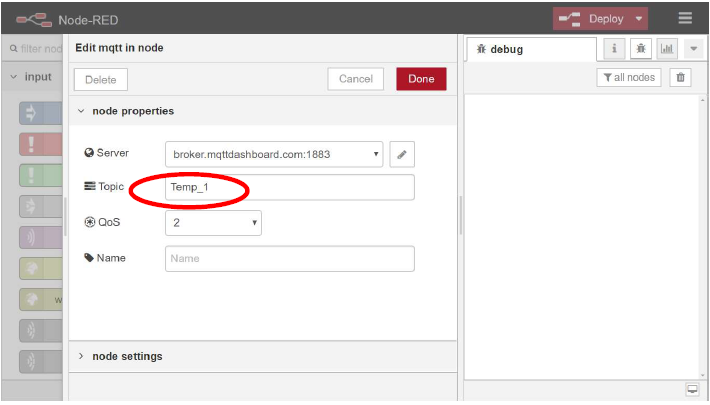 Node-RED
Deploy
filter nod
Edit mqtt in node
debug
i
input
Delete
Cancel
Done
all nodes
node properties
Server
broker.mqttdashboard.com:1883
Topic
Temp_1
QoS
2
Name
Name
w
node settings